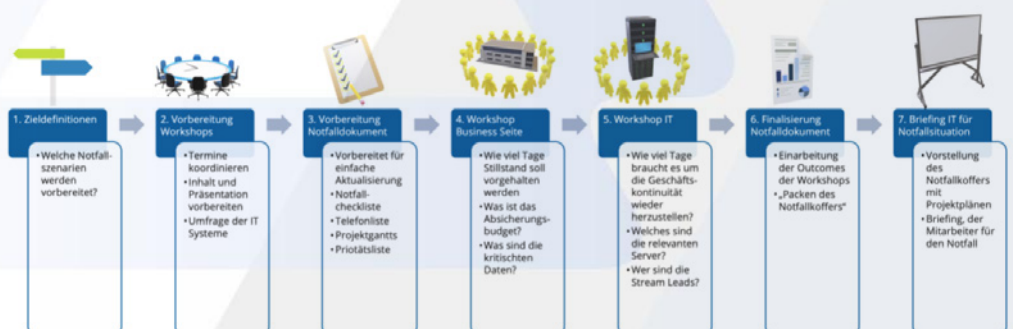 1. Zieldefinitionen
• Welche Notfall-
szenarien
werden
vorbereitet?
2. Vorbereitung
Workshops
• Termine
koordinieren
• Inhalt und
Präsentation
vorbereiten
• Umfrage der IT
Systeme
3. Vorbereitung
Notfalldokument
• Vorbereitet für
einfache
Aktualisierung
• Notfall-
checkliste
• Telefonliste
• Projektgantts
• Priotätsliste
4. Workshop
Business Seite
• Wie viel Tage
Stillstand soll
vorgehalten
werden
• Was ist das
Absicherungs-
budget?
• Was sind die
kritischten
Daten?
5. Workshop IT
• Wie viel Tage
braucht es um
die Geschäfts-
kontinuität
wieder
herzustellen?
• Welches sind
die relevanten
Server?
• Wer sind die
Stream Leads?
6. Finalisierung
Notfalldokument
• Einarbeitung
der Outcomes
der Workshops
• „Packen des
Notfallkoffers“
7. Briefing IT für
Notfallsituation
• Vorstellung
des
Notfallkoffers
mit
Projektplänen
• Briefing, der
Mitarbeiter für
den Notfall